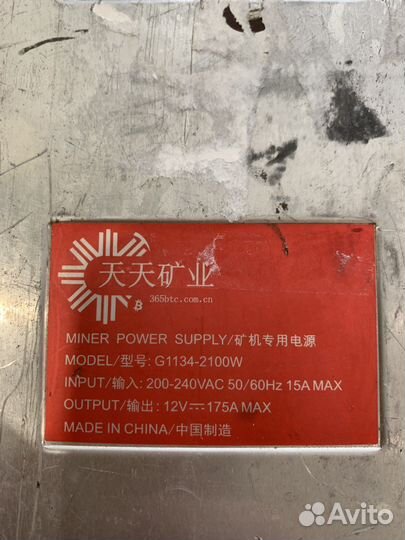 天天矿业
365btc.com.cn
MINER POWER SUPPLY/矿机专用电源
MODEL/型号: G1134-2100W
INPUT/输入: 200-240VAC 50/60Hz 15A MAX
OUTPUT/输出: 12V⎓175A MAX
MADE IN CHINA/中国制造
Avito